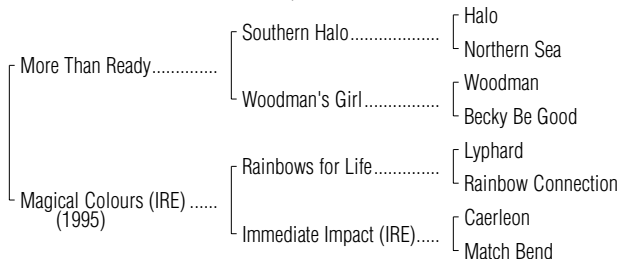 Halo
Southern Halo...................
Northern Sea
More Than Ready..............
Woodman
Woodman's Girl................
Becky Be Good
Lyphard
Rainbows for Life..............
Rainbow Connection
Magical Colours (IRE) ......
(1995)
Caerleon
Immediate Impact (IRE).....
Match Bend